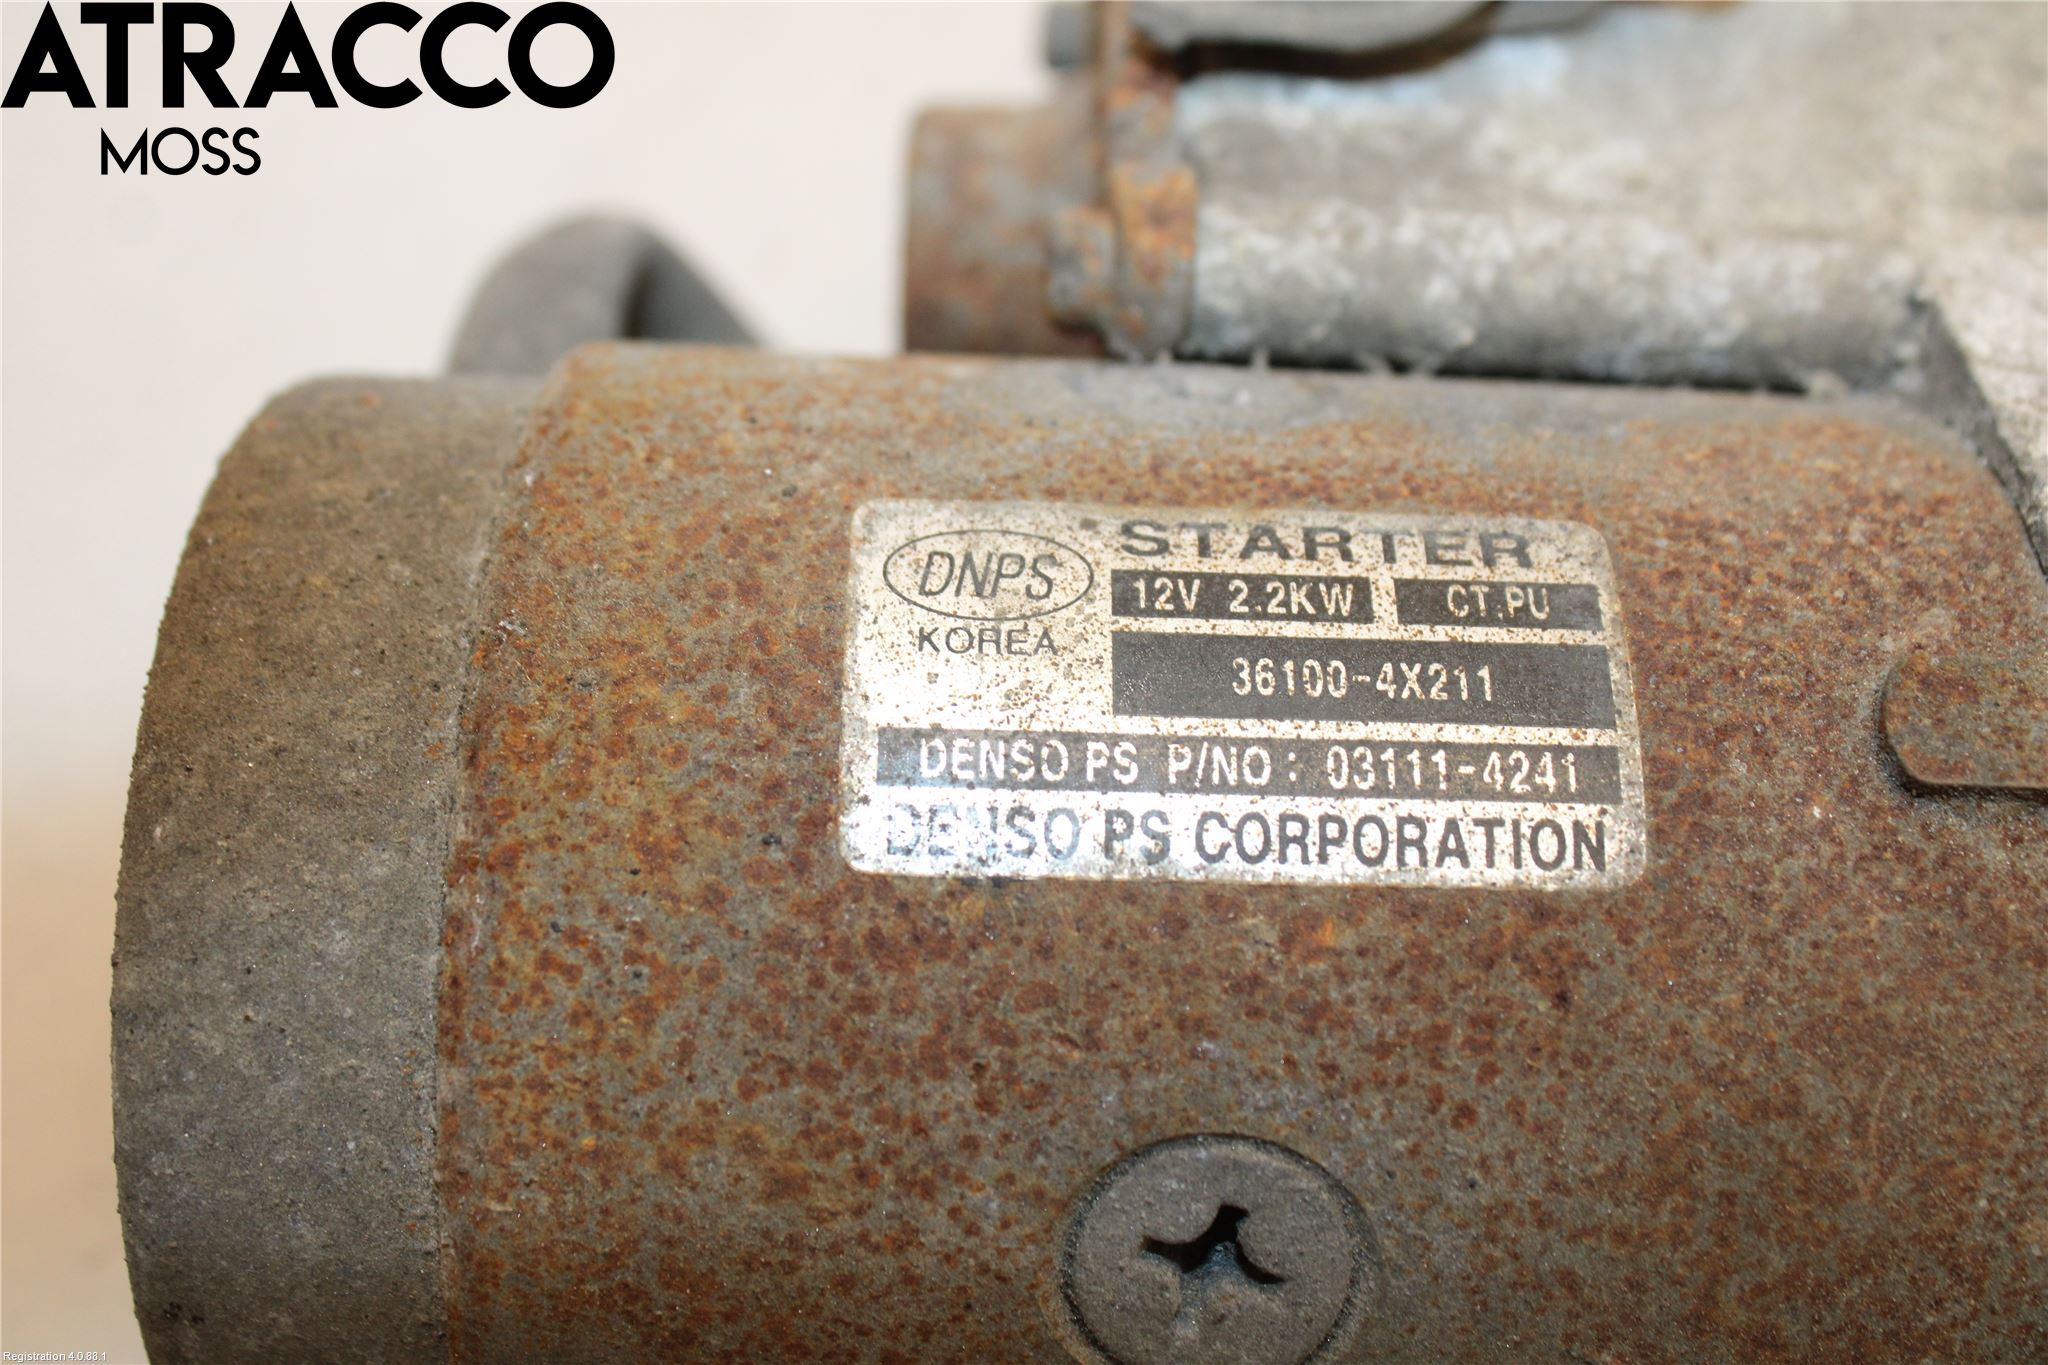 ATRACCO
MOSS
STARTER
DNPS
KOREA
12V 2.2KW CT.PU
36100-4X211
DENSO PS P/NO: 03111-4241
DENSO PS CORPORATION
Registration 4.0.88.1